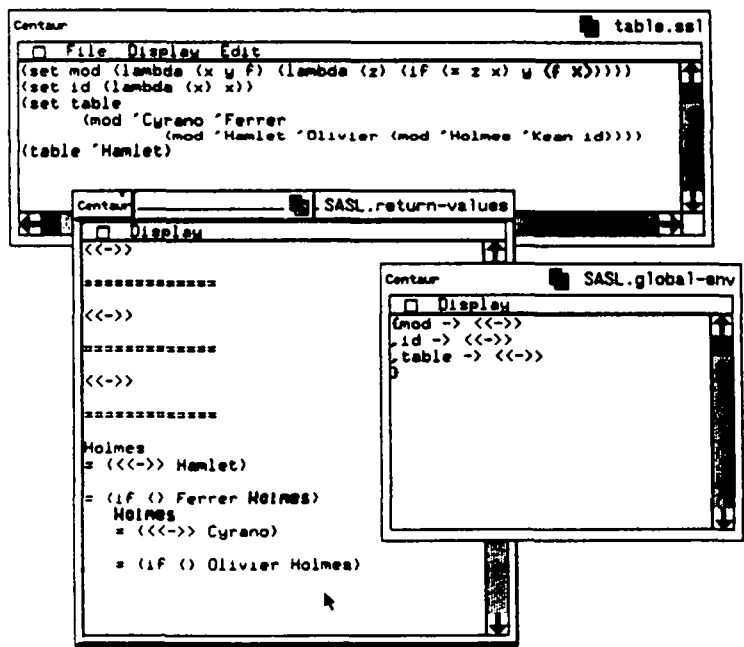 Centaur table.ssl
File Display Edit
(set mod (lambda (x y f) (lambda (z) (if (= z x) y (f X)))))
(set id (lambda (x) x))
(set table
(mod 'Cyrano 'Ferrer
(mod 'Hamlet 'Olivier (mod 'Holmes 'Kean id))))
(table 'Hamlet)
Centaur SASL.return-values
Display
<<->>
=============
<<->>
=============
<<->>
=============
Holmes
= (<<->> Hamlet)
= (if () Ferrer Holmes)
Holmes
= (<<->> Cyrano)
= (if () Olivier Holmes)
Centaur SASL.global-env
Display
{mod -> <<->>
,id -> <<->>
,table -> <<->>
}